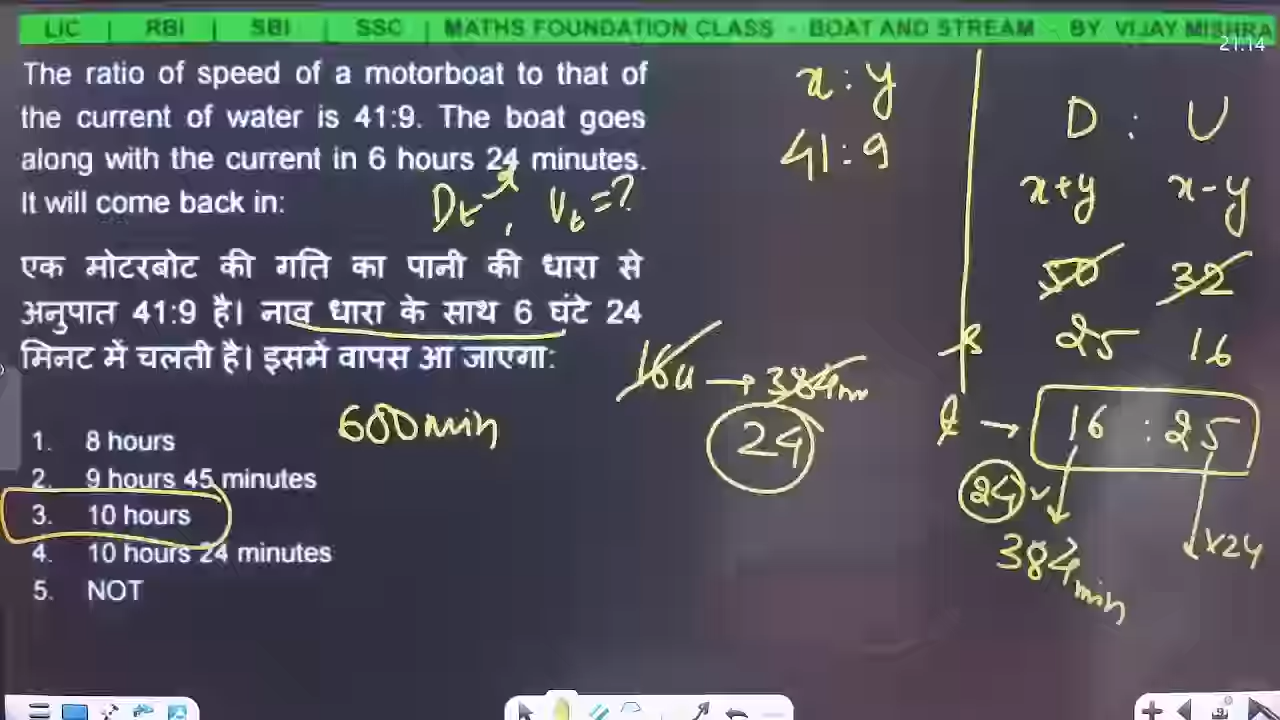 LIC | RBI | SBI | SSC | MATHS FOUNDATION CLASS - BOAT AND STREAM - BY VIJAY MISHRA
21:14
The ratio of speed of a motorboat to that of
the current of water is 41:9. The boat goes
along with the current in 6 hours 24 minutes.
It will come back in:
Dt , Ut = ?
एक मोटरबोट की गति का पानी की धारा से
अनुपात 41:9 है। नाव धारा के साथ 6 घंटे 24
मिनट में चलती है। इसमें वापस आ जाएगा:
1. 8 hours
2. 9 hours 45 minutes
3. 10 hours
4. 10 hours 24 minutes
5. NOT
600 min
x : y
41 : 9
16u → 384m
24
D : U
x+y x-y
50 32
25 16
t → 16 : 25
24 x x24
384 min